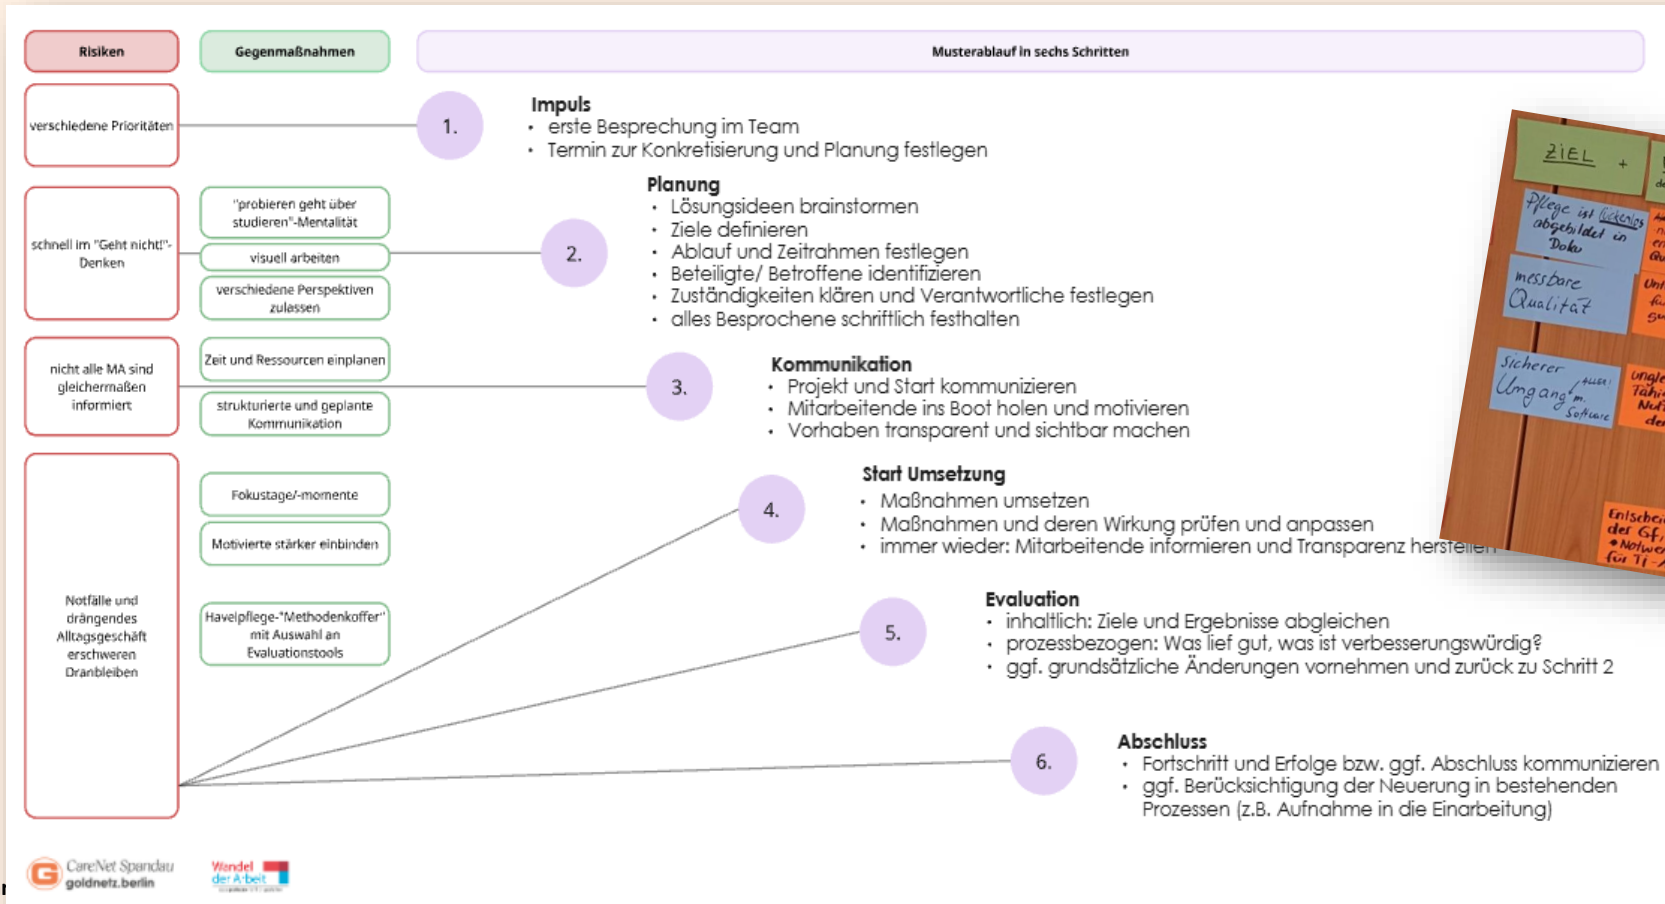 Risiken
Gegenmaßnahmen
Musterablauf in sechs Schritten
verschiedene Prioritäten
1.
Impuls
• erste Besprechung im Team
• Termin zur Konkretisierung und Planung festlegen
schnell im "Geht nicht!"-
Denken
"probieren geht über
studieren"-Mentalität
visuell arbeiten
verschiedene Perspektiven
zulassen
2.
Planung
• Lösungsideen brainstormen
• Ziele definieren
• Ablauf und Zeitrahmen festlegen
• Beteiligte/ Betroffene identifizieren
• Zuständigkeiten klären und Verantwortliche festlegen
• alles Besprochene schriftlich festhalten
nicht alle MA sind
gleichermaßen
informiert
Zeit und Ressourcen einplanen
strukturierte und geplante
Kommunikation
3.
Kommunikation
• Projekt und Start kommunizieren
• Mitarbeitende ins Boot holen und motivieren
• Vorhaben transparent und sichtbar machen
Notfälle und
drängendes
Alltagsgeschäft
erschweren
Dranbleiben
Fokustage/-momente
Motivierte stärker einbinden
Havelpflege-"Methodenkoffer"
mit Auswahl an
Evaluationstools
4.
Start Umsetzung
• Maßnahmen umsetzen
• Maßnahmen und deren Wirkung prüfen und anpassen
• immer wieder: Mitarbeitende informieren und Transparenz herstellen
5.
Evaluation
• inhaltlich: Ziele und Ergebnisse abgleichen
• prozessbezogen: Was lief gut, was ist verbesserungswürdig?
• ggf. grundsätzliche Änderungen vornehmen und zurück zu Schritt 2
6.
Abschluss
• Fortschritt und Erfolge bzw. ggf. Abschluss kommunizieren
• ggf. Berücksichtigung der Neuerung in bestehenden
Prozessen (z.B. Aufnahme in die Einarbeitung)
ZIEL +
Pflege ist lückenlos
abgebildet in
Doku
messbare
Qualität
Sicherer
Umgang m.
Software
der Gf,
für TI-
G CareNet Spandau
goldnetz.berlin
Wandel
der Arbeit